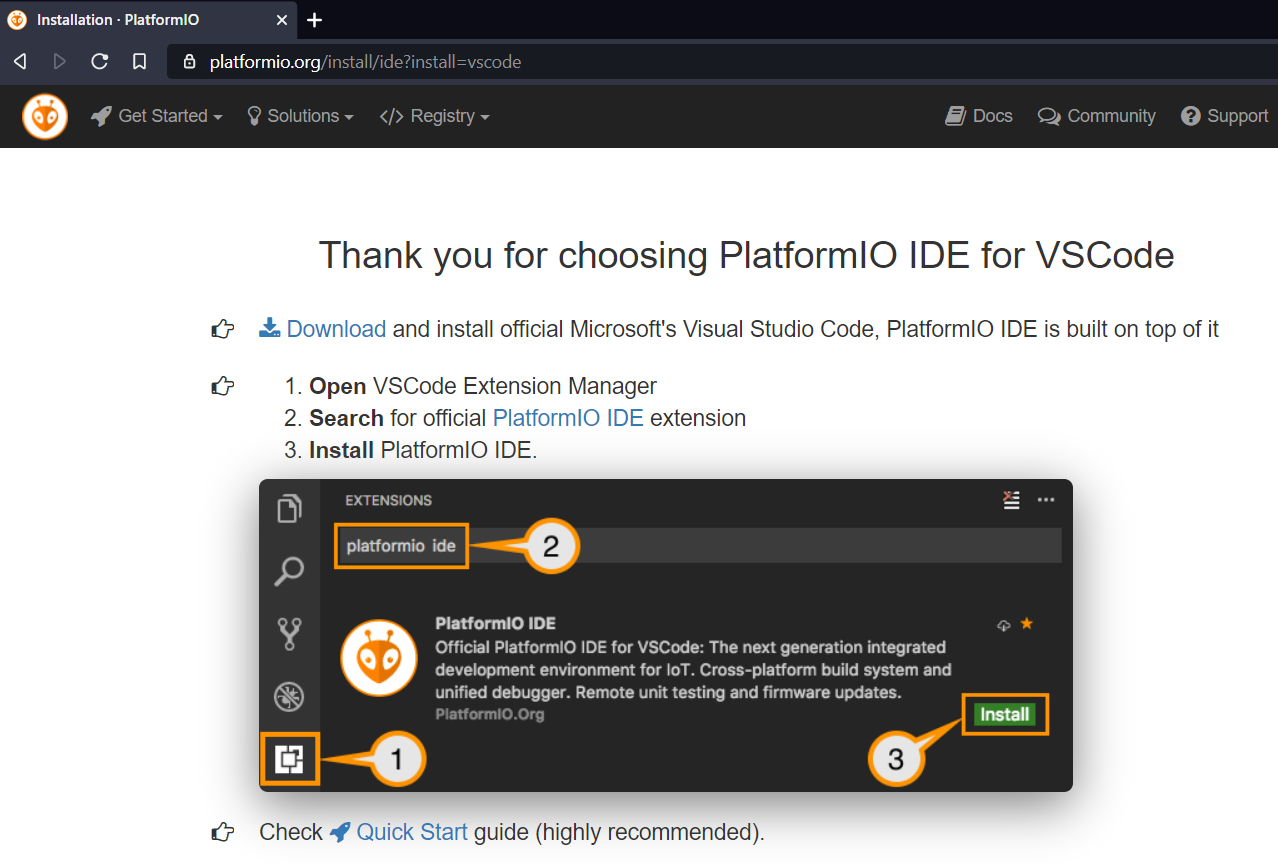 Installation · PlatformIO
platformio.org/install/ide?install=vscode
Get Started Solutions </> Registry Docs Community Support
Thank you for choosing PlatformIO IDE for VSCode
Download and install official Microsoft's Visual Studio Code, PlatformIO IDE is built on top of it
1. Open VSCode Extension Manager
2. Search for official PlatformIO IDE extension
3. Install PlatformIO IDE.
EXTENSIONS
platformio ide 2
PlatformIO IDE
Official PlatformIO IDE for VSCode: The next generation integrated
development environment for IoT. Cross-platform build system and
unified debugger. Remote unit testing and firmware updates.
PlatformIO.Org
Install
1
3
Check Quick Start guide (highly recommended).